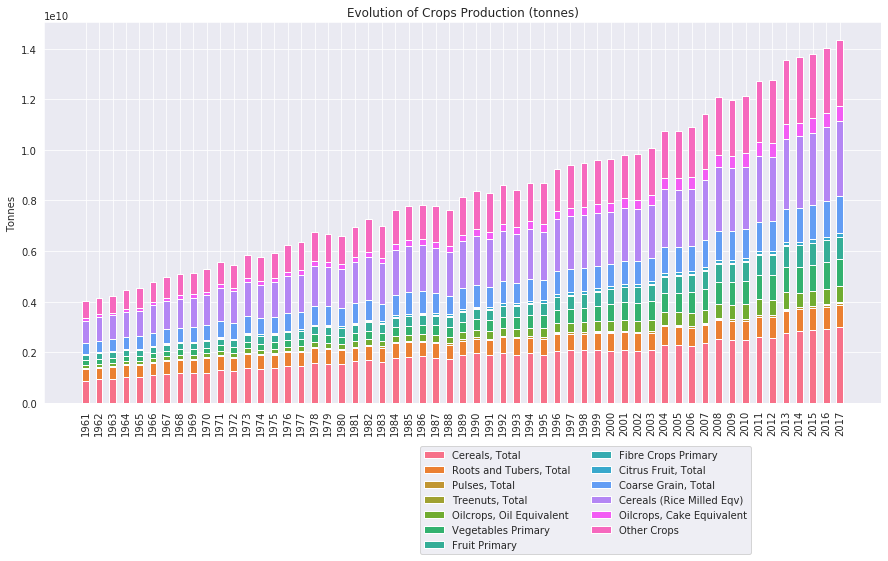 Evolution of Crops Production (tonnes)
1e10
1.4
1.2
1.0
0.8
0.6
0.4
0.2
0.0
Tonnes
1961 1962 1963 1964 1965 1966 1967 1968 1969 1970 1971 1972 1973 1974 1975 1976 1977 1978 1979 1980 1981 1982 1983 1984 1985 1986 1987 1988 1989 1990 1991 1992 1993 1994 1995 1996 1997 1998 1999 2000 2001 2002 2003 2004 2005 2006 2007 2008 2009 2010 2011 2012 2013 2014 2015 2016 2017
Cereals, Total
Roots and Tubers, Total
Pulses, Total
Treenuts, Total
Oilcrops, Oil Equivalent
Vegetables Primary
Fruit Primary
Fibre Crops Primary
Citrus Fruit, Total
Coarse Grain, Total
Cereals (Rice Milled Eqv)
Oilcrops, Cake Equivalent
Other Crops